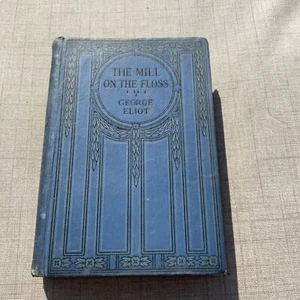 THE MILL
ON THE FLOSS
GEORGE
ELIOT